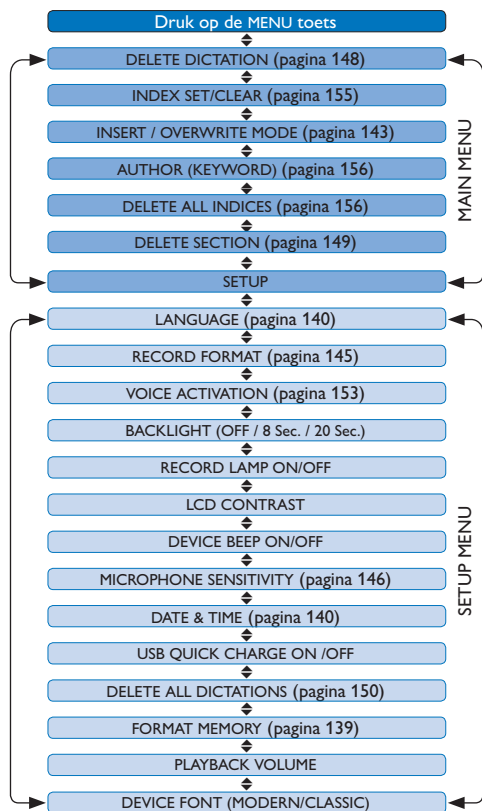 Druk op de MENU toets
DELETE DICTATION (pagina 148)
INDEX SET/CLEAR (pagina 155)
INSERT / OVERWRITE MODE (pagina 143)
AUTHOR (KEYWORD) (pagina 156)
DELETE ALL INDICES (pagina 156)
DELETE SECTION (pagina 149)
SETUP
MAIN MENU
LANGUAGE (pagina 140)
RECORD FORMAT (pagina 145)
VOICE ACTIVATION (pagina 153)
BACKLIGHT (OFF / 8 Sec. / 20 Sec.)
RECORD LAMP ON/OFF
LCD CONTRAST
DEVICE BEEP ON/OFF
MICROPHONE SENSITIVITY (pagina 146)
DATE & TIME (pagina 140)
USB QUICK CHARGE ON /OFF
DELETE ALL DICTATIONS (pagina 150)
FORMAT MEMORY (pagina 139)
PLAYBACK VOLUME
DEVICE FONT (MODERN/CLASSIC)
SETUP MENU